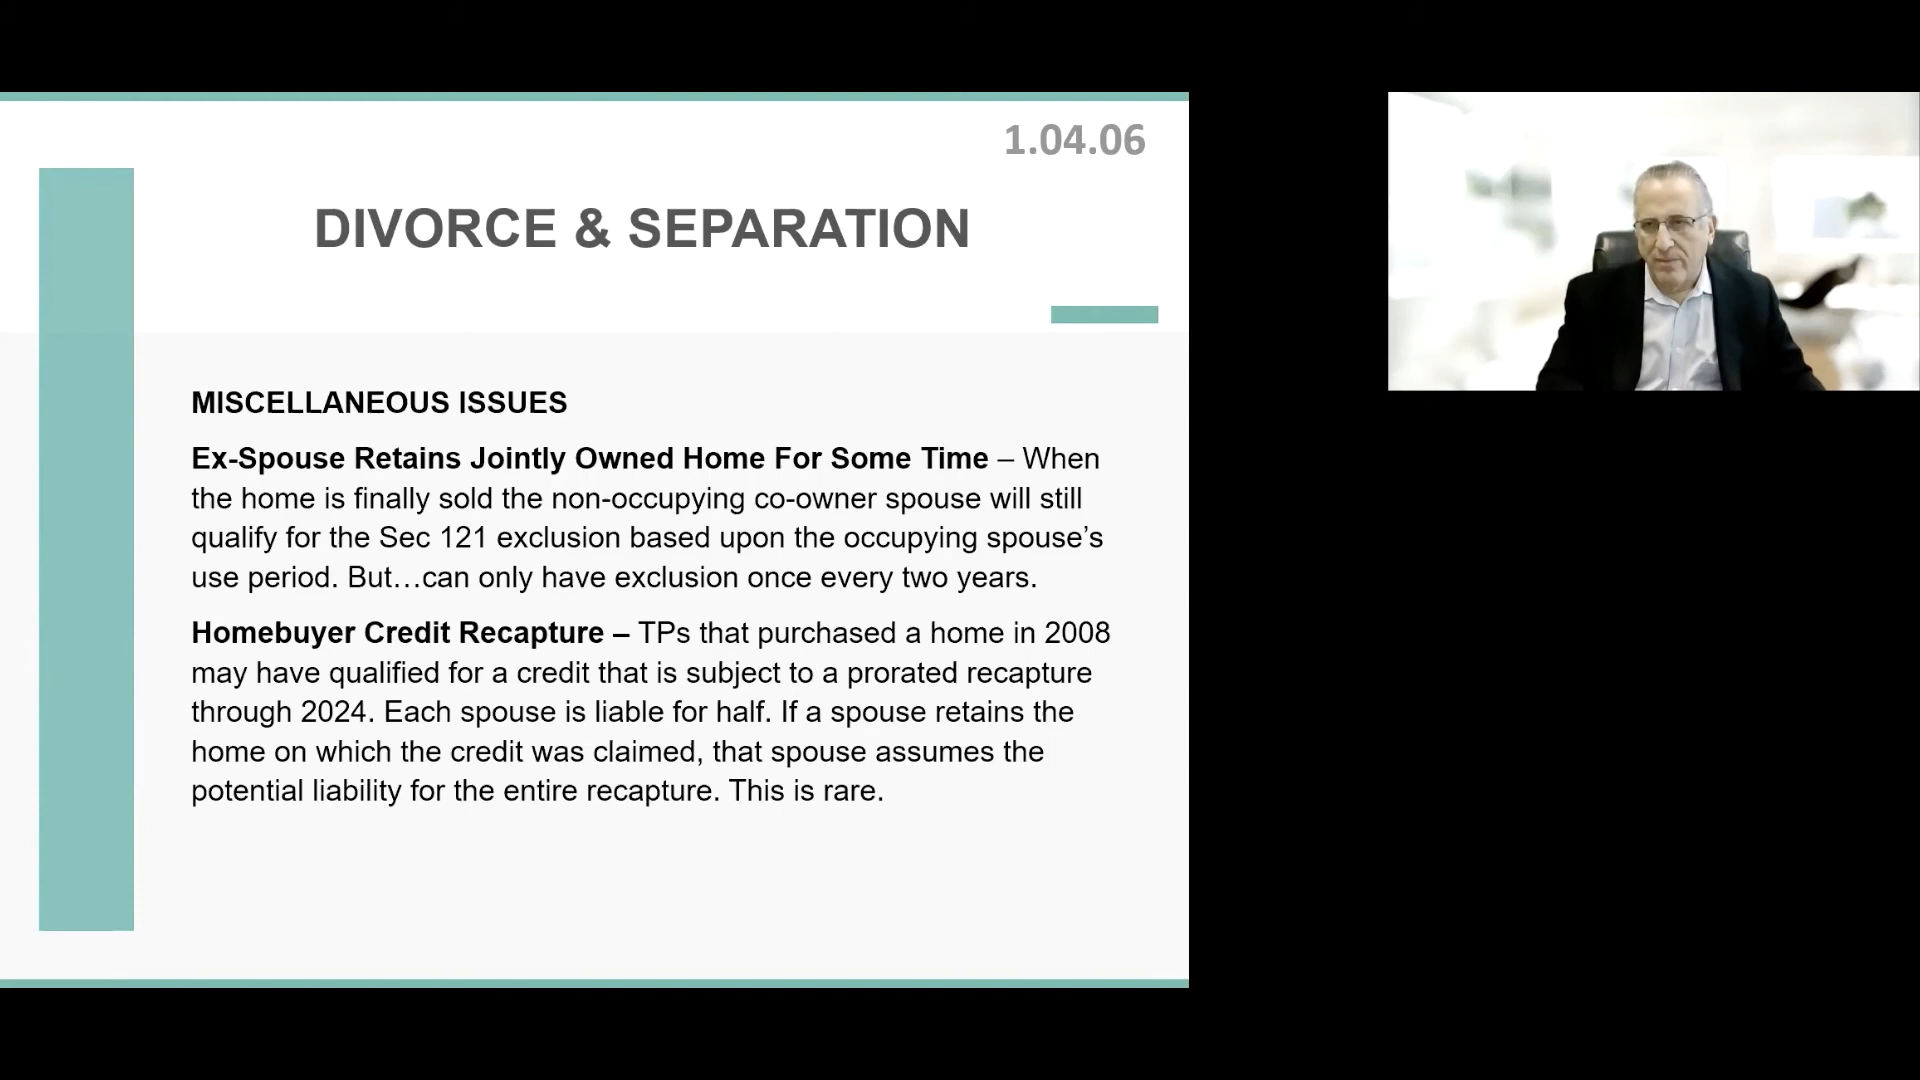 1.04.06
DIVORCE & SEPARATION
MISCELLANEOUS ISSUES
Ex-Spouse Retains Jointly Owned Home For Some Time – When
the home is finally sold the non-occupying co-owner spouse will still
qualify for the Sec 121 exclusion based upon the occupying spouse’s
use period. But…can only have exclusion once every two years.
Homebuyer Credit Recapture – TPs that purchased a home in 2008
may have qualified for a credit that is subject to a prorated recapture
through 2024. Each spouse is liable for half. If a spouse retains the
home on which the credit was claimed, that spouse assumes the
potential liability for the entire recapture. This is rare.